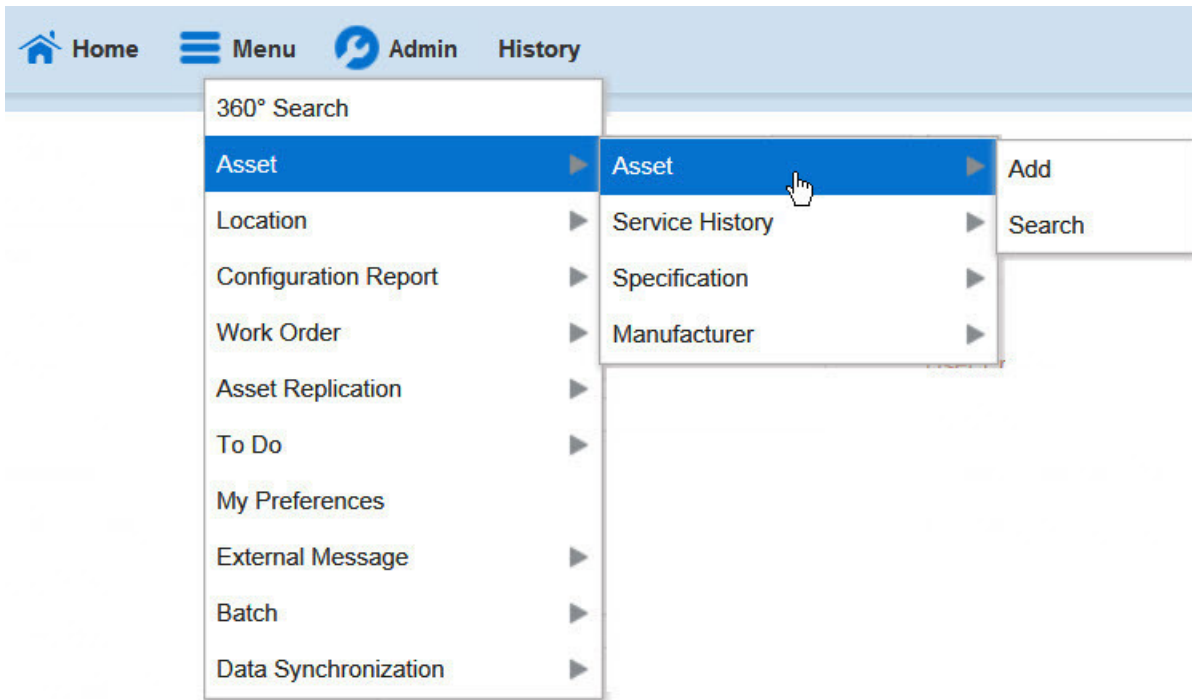 Home Menu Admin History
360° Search
Asset
Location
Configuration Report
Work Order
Asset Replication
To Do
My Preferences
External Message
Batch
Data Synchronization
Asset
Service History
Specification
Manufacturer
Add
Search